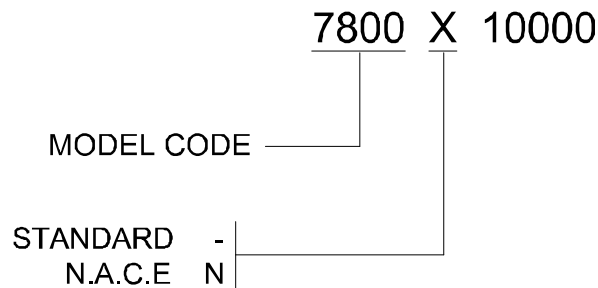 7800 X 10000
MODEL CODE
STANDARD -
N.A.C.E N